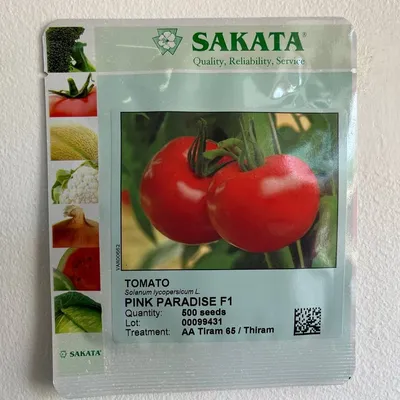 SAKATA®
Quality, Reliability, Service
TOMATO
Solanum lycopersicum L.
PINK PARADISE F1
Quantity: 500 seeds
Lot: 00099431
Treatment: AA Tiram 65 / Thiram
SAKATA